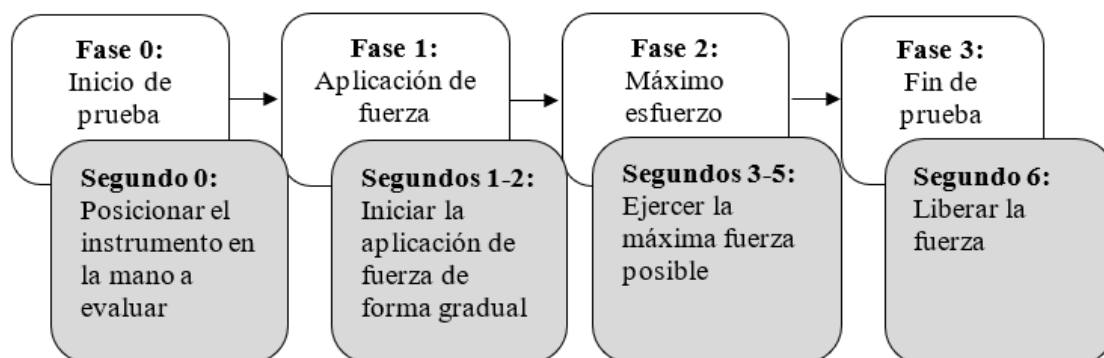 Fase 0:
Inicio de
prueba
Segundo 0:
Posicionar el
instrumento en
la mano a
evaluar
Fase 1:
Aplicación de
fuerza
Segundos 1-2:
Iniciar la
aplicación de
fuerza de
forma gradual
Fase 2:
Máximo
esfuerzo
Segundos 3-5:
Ejercer la
máxima fuerza
posible
Fase 3:
Fin de
prueba
Segundo 6:
Liberar la
fuerza